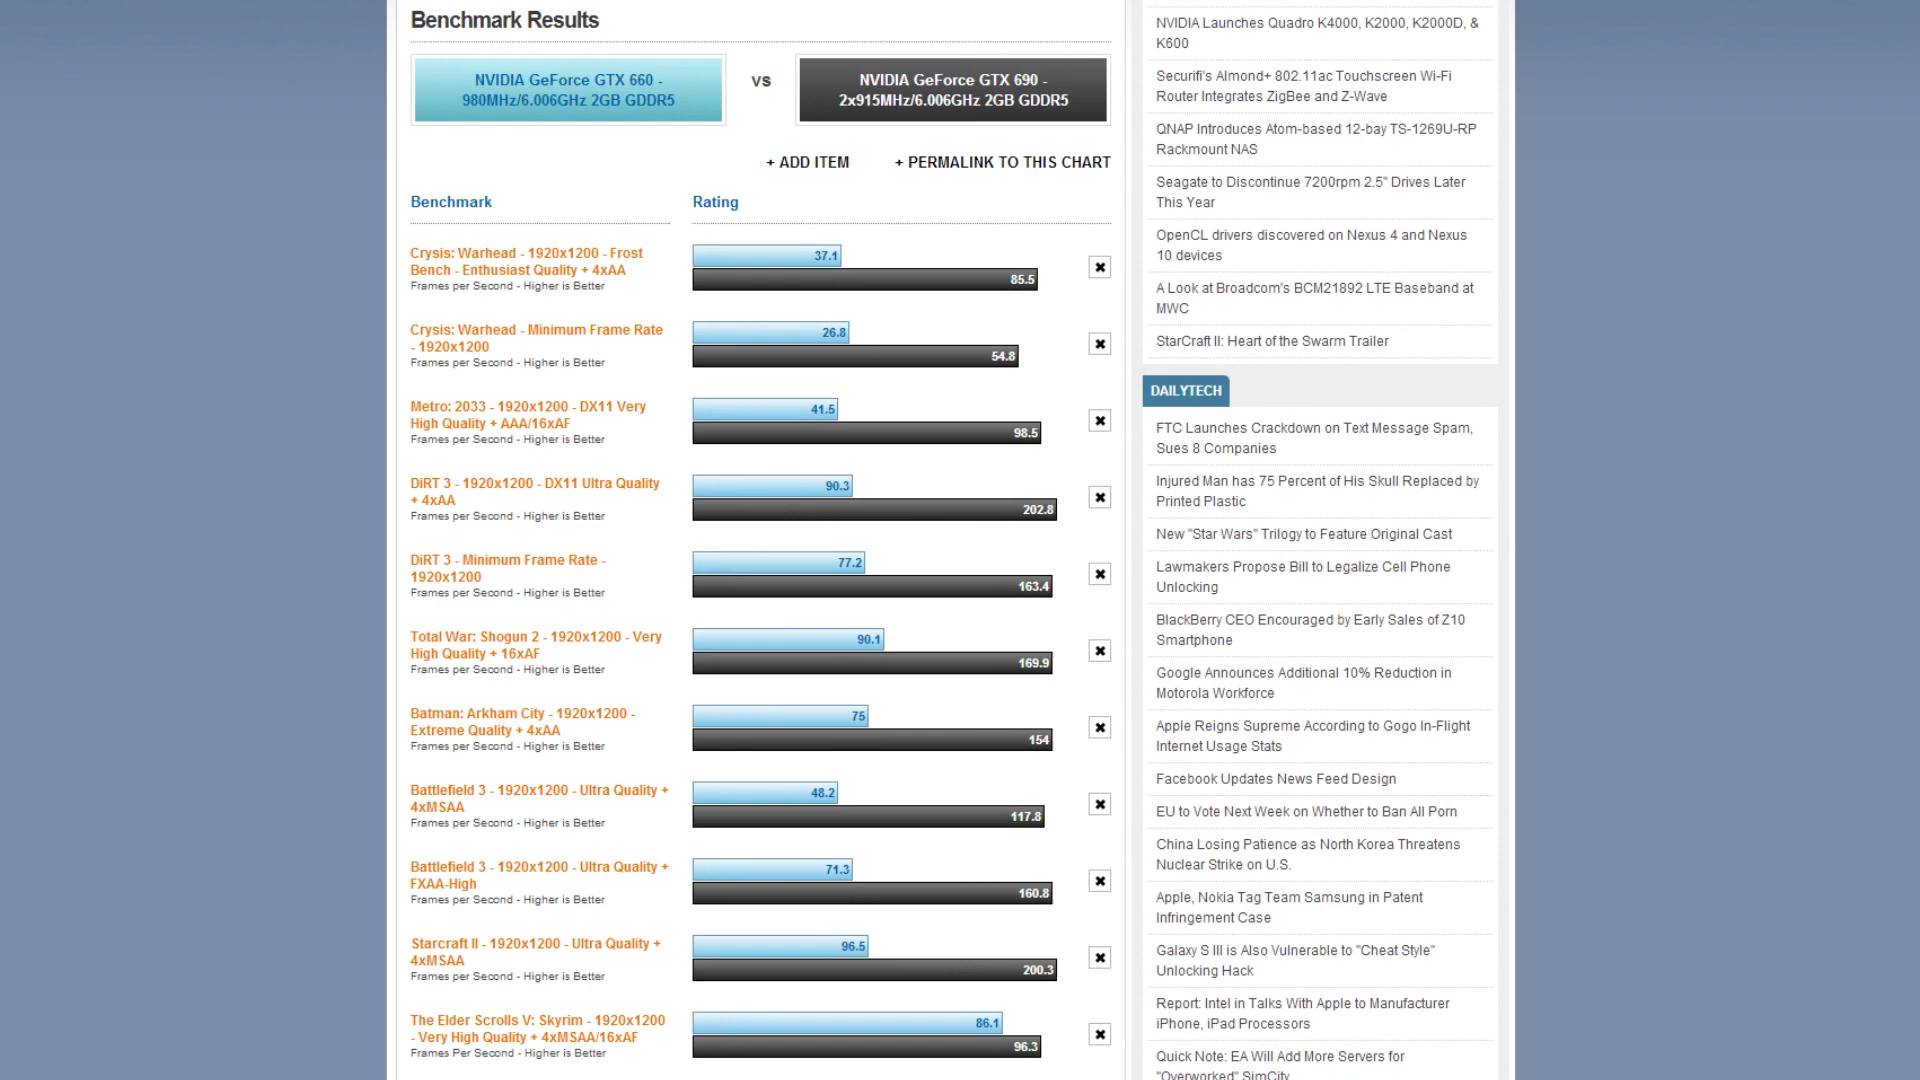 Benchmark Results
NVIDIA GeForce GTX 660 -
980MHz/6.006GHz 2GB GDDR5
VS
NVIDIA GeForce GTX 690 -
2x915MHz/6.006GHz 2GB GDDR5
+ ADD ITEM
+ PERMALINK TO THIS CHART
Benchmark
Rating
Crysis: Warhead - 1920x1200 - Frost
Bench - Enthusiast Quality + 4xAA
Frames per Second - Higher is Better
37.1
85.5
Crysis: Warhead - Minimum Frame Rate
- 1920x1200
Frames per Second - Higher is Better
26.8
54.8
Metro: 2033 - 1920x1200 - DX11 Very
High Quality + AAA/16xAF
Frames per Second - Higher is Better
41.5
98.5
DiRT 3 - 1920x1200 - DX11 Ultra Quality
+ 4xAA
Frames per Second - Higher is Better
90.3
202.8
DiRT 3 - Minimum Frame Rate -
1920x1200
Frames per Second - Higher is Better
77.2
163.4
Total War: Shogun 2 - 1920x1200 - Very
High Quality + 16xAF
Frames per Second - Higher is Better
90.1
169.9
Batman: Arkham City - 1920x1200 -
Extreme Quality + 4xAA
Frames per Second - Higher is Better
75
154
Battlefield 3 - 1920x1200 - Ultra Quality +
4xMSAA
Frames per Second - Higher is Better
48.2
117.8
Battlefield 3 - 1920x1200 - Ultra Quality +
FXAA-High
Frames per Second - Higher is Better
71.3
160.8
Starcraft II - 1920x1200 - Ultra Quality +
4xMSAA
Frames per Second - Higher is Better
96.5
200.3
The Elder Scrolls V: Skyrim - 1920x1200
- Very High Quality + 4xMSAA/16xAF
Frames Per Second - Higher is Better
86.1
96.3
NVIDIA Launches Quadro K4000, K2000, K2000D, &
K600
Securifi's Almond+ 802.11ac Touchscreen Wi-Fi
Router Integrates ZigBee and Z-Wave
QNAP Introduces Atom-based 12-bay TS-1269U-RP
Rackmount NAS
Seagate to Discontinue 7200rpm 2.5" Drives Later
This Year
OpenCL drivers discovered on Nexus 4 and Nexus
10 devices
A Look at Broadcom's BCM21892 LTE Baseband at
MWC
StarCraft II: Heart of the Swarm Trailer
DAILYTECH
FTC Launches Crackdown on Text Message Spam,
Sues 8 Companies
Injured Man has 75 Percent of His Skull Replaced by
Printed Plastic
New "Star Wars" Trilogy to Feature Original Cast
Lawmakers Propose Bill to Legalize Cell Phone
Unlocking
BlackBerry CEO Encouraged by Early Sales of Z10
Smartphone
Google Announces Additional 10% Reduction in
Motorola Workforce
Apple Reigns Supreme According to Gogo In-Flight
Internet Usage Stats
Facebook Updates News Feed Design
EU to Vote Next Week on Whether to Ban All Porn
China Losing Patience as North Korea Threatens
Nuclear Strike on U.S.
Apple, Nokia Tag Team Samsung in Patent
Infringement Case
Galaxy S III is Also Vulnerable to "Cheat Style"
Unlocking Hack
Report: Intel in Talks With Apple to Manufacturer
iPhone, iPad Processors
Quick Note: EA Will Add More Servers for
"Overworked" SimCity